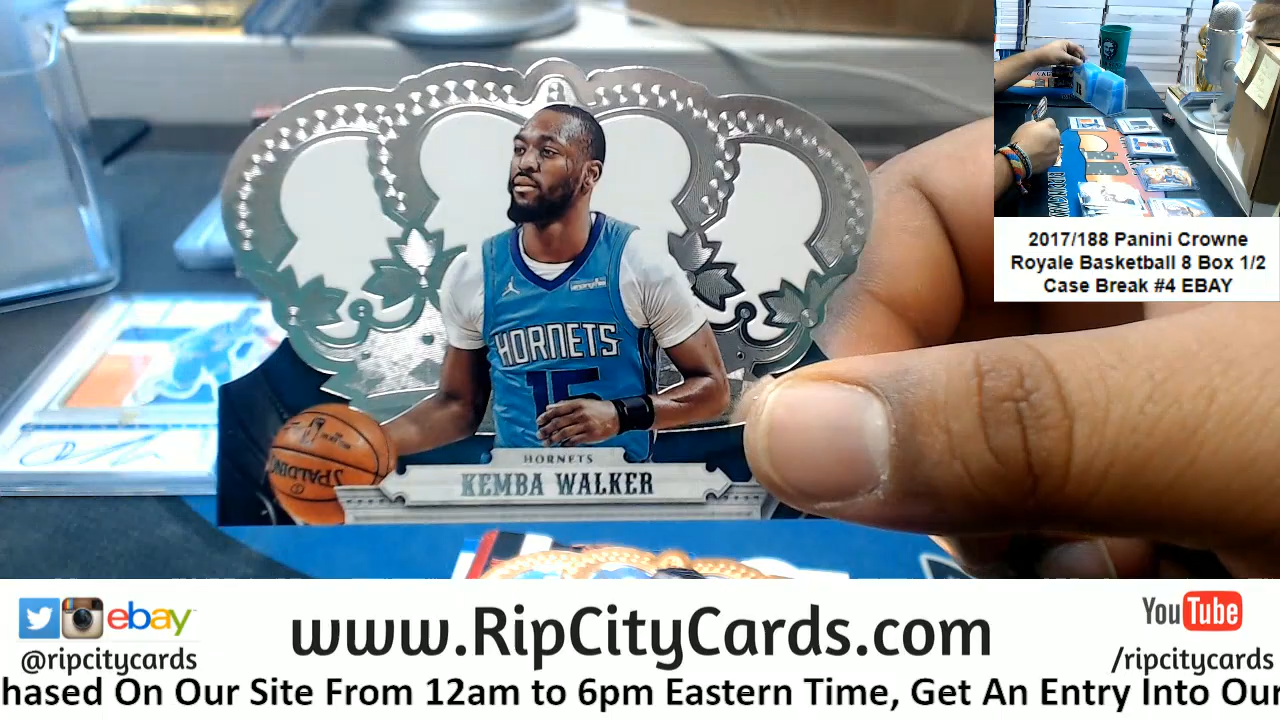 HORNETS
15
HORNETS
KEMBA WALKER
SPALDING
2017/188 Panini Crowne
Royale Basketball 8 Box 1/2
Case Break #4 EBAY
ebay
@ripcitycards
www.RipCityCards.com
YouTube
/ripcitycards
hased On Our Site From 12am to 6pm Eastern Time, Get An Entry Into Our